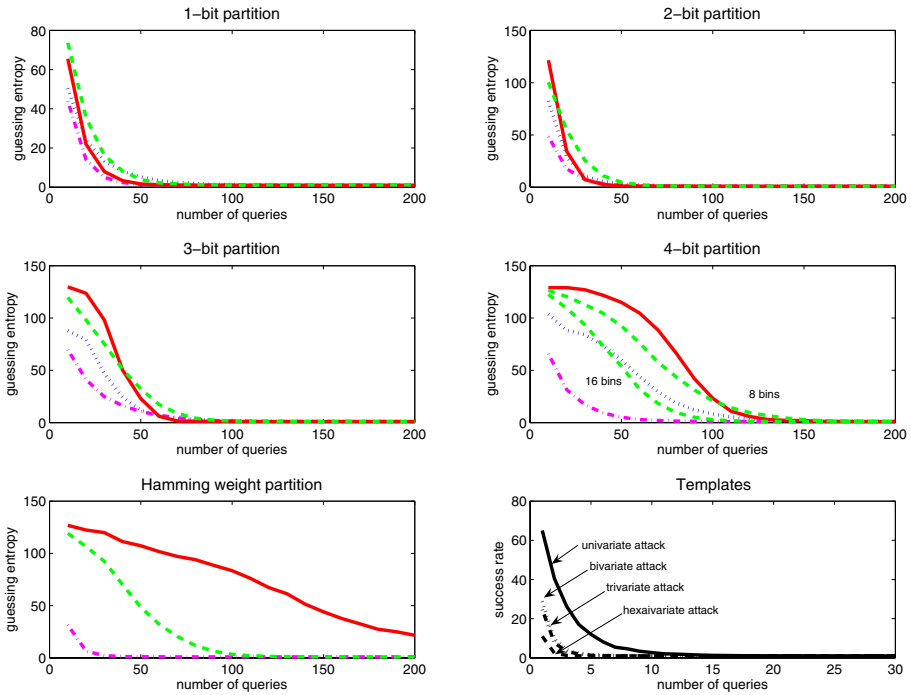 1−bit partition
2−bit partition
80
60
40
20
0
guessing entropy
0
50
100
150
200
number of queries
150
100
50
0
guessing entropy
0
50
100
150
200
number of queries
3−bit partition
4−bit partition
150
100
50
0
guessing entropy
0
50
100
150
200
number of queries
150
100
50
0
guessing entropy
16 bins
8 bins
0
50
100
150
200
number of queries
Hamming weight partition
Templates
150
100
50
0
guessing entropy
0
50
100
150
200
number of queries
80
60
40
20
0
success rate
univariate attack
bivariate attack
trivariate attack
hexaivariate attack
0
5
10
15
20
25
30
number of queries